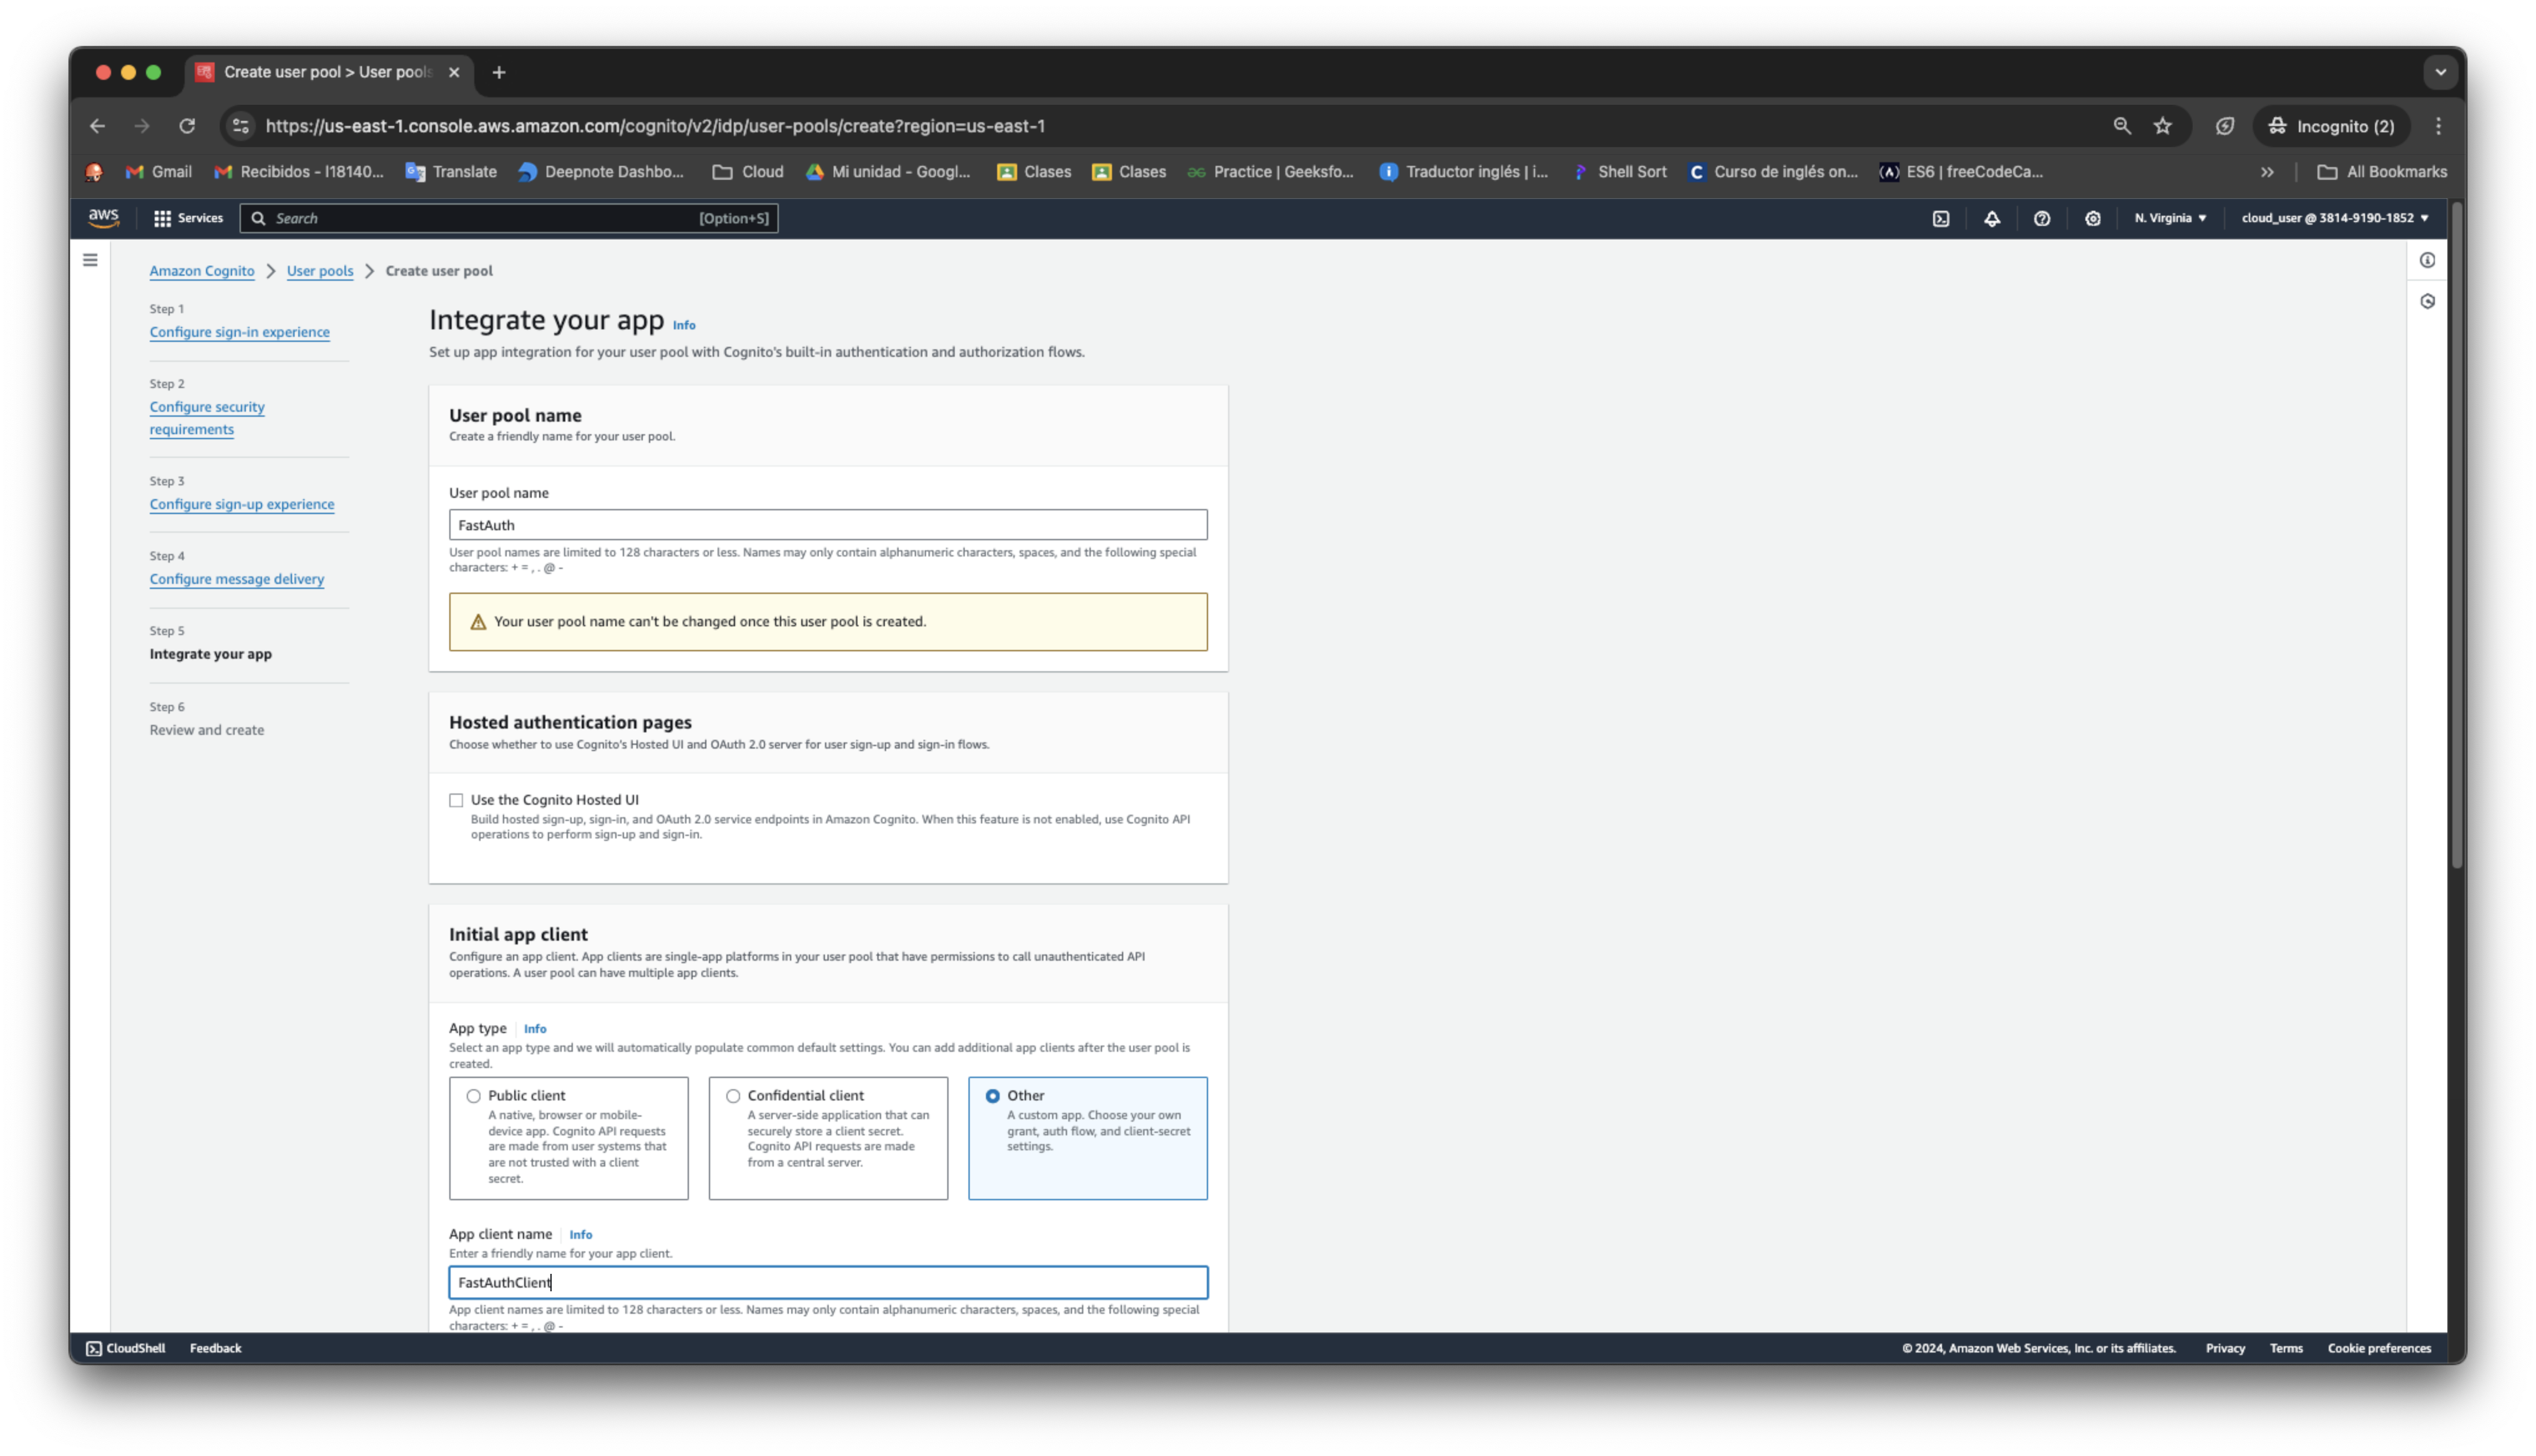 Create user pool > User pools
https://us-east-1.console.aws.amazon.com/cognito/v2/idp/user-pools/create?region=us-east-1
Incognito (2)
Gmail
Recibidos - l18140...
Translate
Deepnote Dashbo...
Cloud
Mi unidad - Googl...
Clases
Clases
Practice | Geeksfo...
Traductor inglés | i...
Shell Sort
Curso de inglés on...
ES6 | freeCodeCa...
All Bookmarks
aws
Services
Search
[Option+S]
N. Virginia
cloud_user @ 3814-9190-1852
Amazon Cognito > User pools > Create user pool
Step 1
Configure sign-in experience
Step 2
Configure security
requirements
Step 3
Configure sign-up experience
Step 4
Configure message delivery
Step 5
Integrate your app
Step 6
Review and create
Integrate your app Info
Set up app integration for your user pool with Cognito's built-in authentication and authorization flows.
User pool name
Create a friendly name for your user pool.
User pool name
FastAuth
User pool names are limited to 128 characters or less. Names may only contain alphanumeric characters, spaces, and the following special
characters: + = , . @ -
Your user pool name can't be changed once this user pool is created.
Hosted authentication pages
Choose whether to use Cognito's Hosted UI and OAuth 2.0 server for user sign-up and sign-in flows.
Use the Cognito Hosted UI
Build hosted sign-up, sign-in, and OAuth 2.0 service endpoints in Amazon Cognito. When this feature is not enabled, use Cognito API
operations to perform sign-up and sign-in.
Initial app client
Configure an app client. App clients are single-app platforms in your user pool that have permissions to call unauthenticated API
operations. A user pool can have multiple app clients.
App type Info
Select an app type and we will automatically populate common default settings. You can add additional app clients after the user pool is
created.
Public client
A native, browser or mobile-
device app. Cognito API requests
are made from user systems that
are not trusted with a client
secret.
Confidential client
A server-side application that can
securely store a client secret.
Cognito API requests are made
from a central server.
Other
A custom app. Choose your own
grant, auth flow, and client-secret
settings.
App client name Info
Enter a friendly name for your app client.
FastAuthClient
App client names are limited to 128 characters or less. Names may only contain alphanumeric characters, spaces, and the following special
characters: + = , . @ -
CloudShell
Feedback
© 2024, Amazon Web Services, Inc. or its affiliates.
Privacy
Terms
Cookie preferences